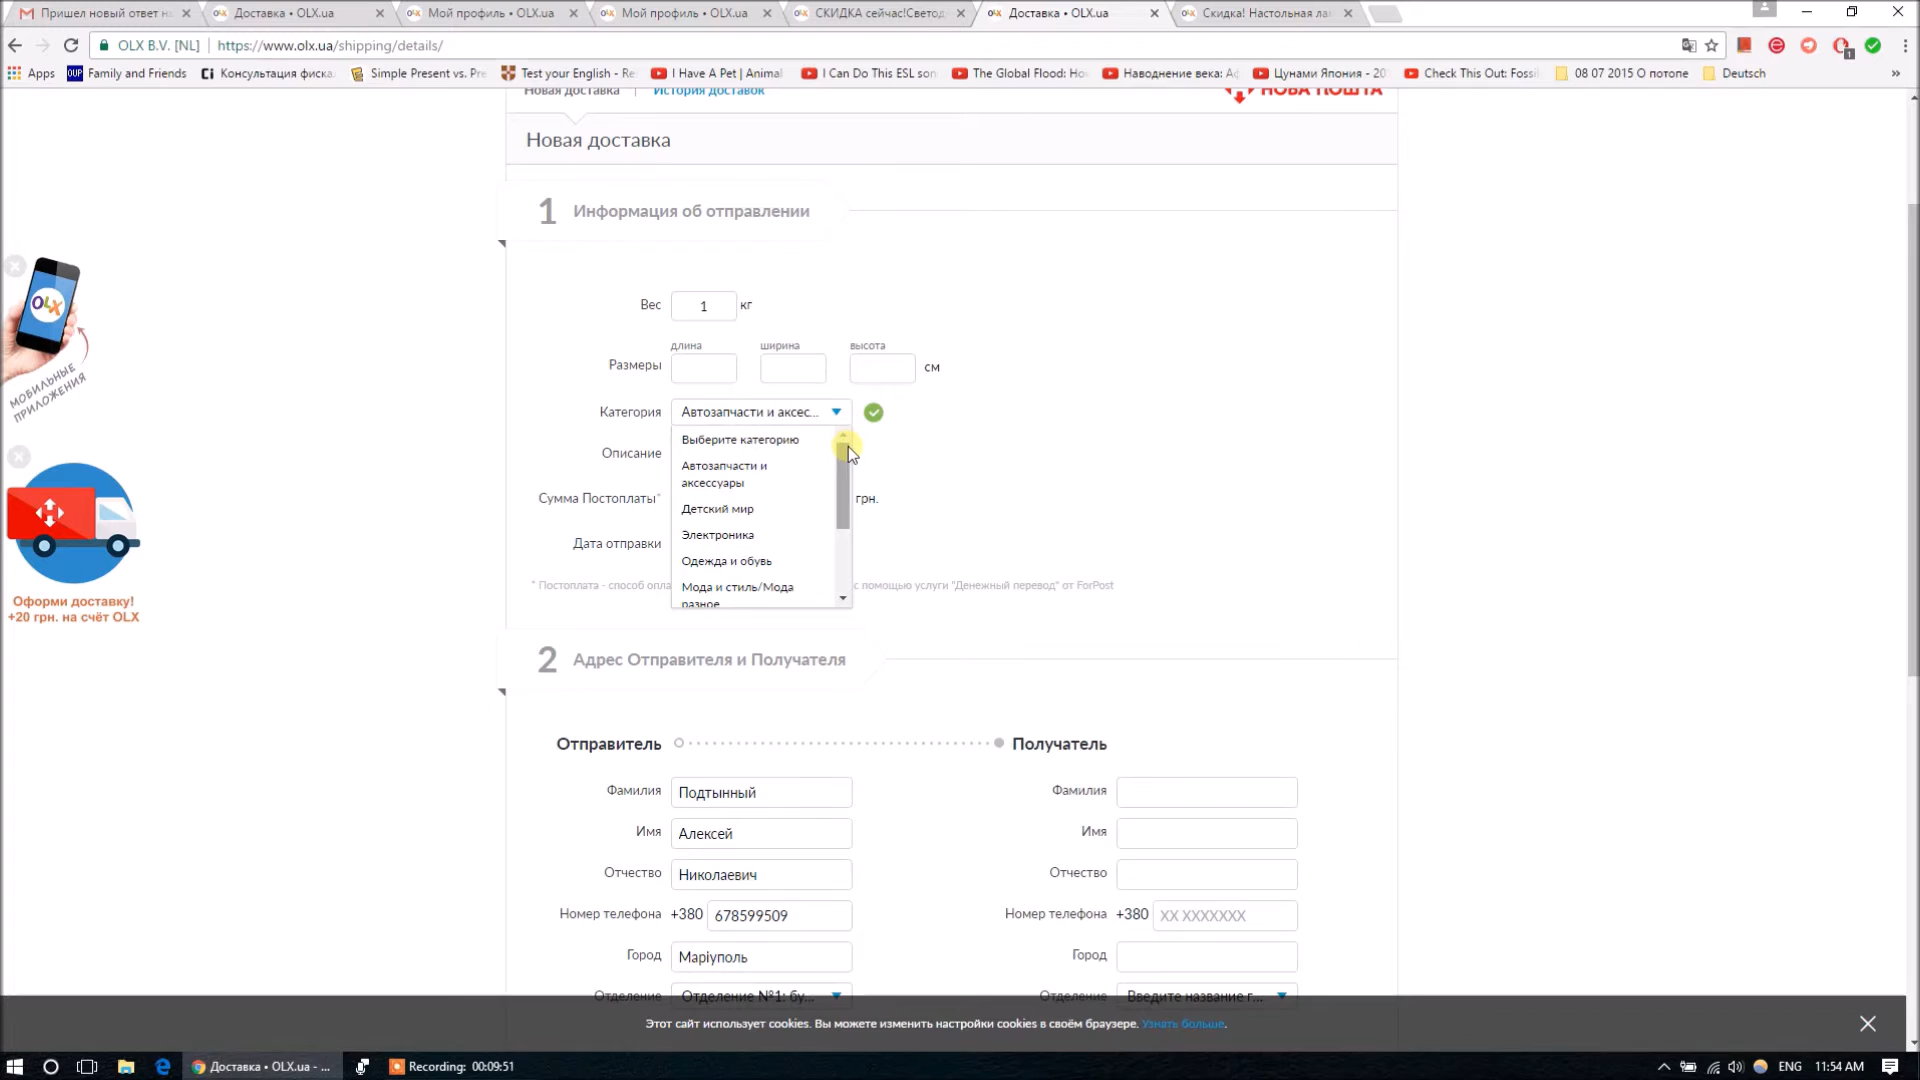 Пришел новый ответ на
Доставка • OLX.ua
Мой профиль • OLX.ua
Мой профиль • OLX.ua
СКИДКА сейчас!Светод
Доставка • OLX.ua
Скидка! Настольная ла
OLX B.V. [NL] https://www.olx.ua/shipping/details/
Apps
Family and Friends
Консультация фиска
Simple Present vs. Pre
Test your English - Re
I Have A Pet | Animal
I Can Do This ESL son
The Global Flood: Ho
Наводнение века: А
Цунами Япония - 20
Check This Out: Fossi
08 07 2015 О потопе
Deutsch
»
Новая доставка
История доставок
НОВА ПОШТА
Новая доставка
1 Информация об отправлении
Вес 1 кг
длина ширина высота
Размеры см
Категория Автозапчасти и аксес...
Выберите категорию
Описание
Автозапчасти и
аксессуары
Сумма Постоплаты* грн.
Детский мир
Электроника
Дата отправки
Одежда и обувь
* Постоплата - способ опла с помощью услуги "Денежный перевод" от ForPost
Мода и стиль/Мода
разное
OLX
МОБИЛЬНЫЕ
ПРИЛОЖЕНИЯ
Оформи доставку!
+20 грн. на счёт OLX
2 Адрес Отправителя и Получателя
Отправитель Получатель
Фамилия Подтынный Фамилия
Имя Алексей Имя
Отчество Николаевич Отчество
Номер телефона +380 678599509 Номер телефона +380 XX XXXXXXX
Город Маріуполь Город
Отделение Отделение №1: бу... Отделение Введите название г...
Этот сайт использует cookies. Вы можете изменить настройки cookies в своём браузере. Узнать больше.
Доставка • OLX.ua - ...
Recording: 00:09:51
ENG 11:54 AM